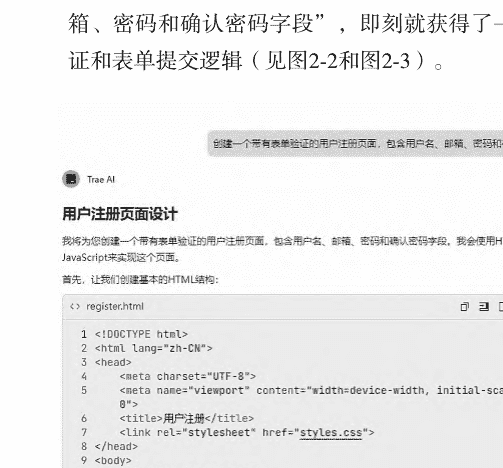 箱、密码和确认密码字段”，即刻就获得了
证和表单提交逻辑（见图2-2和图2-3）。
创建一个带有表单验证的用户注册页面，包含用户名、邮箱、密码和
Trae AI
用户注册页面设计
我将为您创建一个带有表单验证的用户注册页面，包含用户名、邮箱、密码和确认密码字段。我会使用H
JavaScript来实现这个页面。
首先，让我们创建基本的HTML结构：
<> register.html
1 <!DOCTYPE html>
2 <html lang="zh-CN">
3 <head>
4 <meta charset="UTF-8">
5 <meta name="viewport" content="width=device-width, initial-sca
0">
6 <title>用户注册</title>
7 <link rel="stylesheet" href="styles.css">
8 </head>
9 <body>